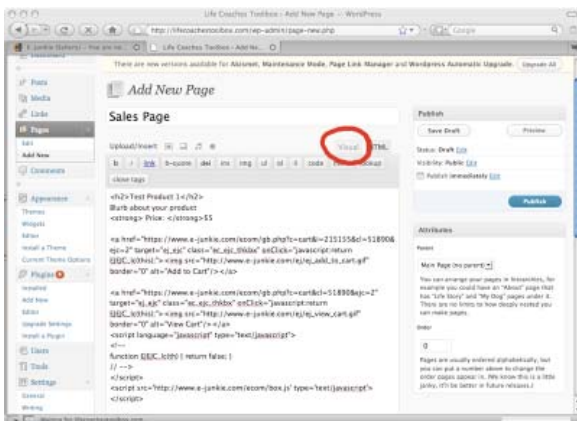 Life Coaches Toolbox › Add New Page — WordPress
http://lifecoachestoolbox.com/wp-admin/page-new.php
Google
Life Coaches Toolbox › Add Ne...
There are new versions available for Akismet, Maintenance Mode, Page Link Manager and Wordpress Automatic Upgrade.
Upgrade All
Posts
Media
Links
Pages
Edit
Add New
Comments
Appearance
Themes
Widgets
Editor
Install a Theme
Current Theme Options
Plugins
Installed
Add New
Editor
Upgrade Settings
Install a Plugin
Users
Tools
Settings
General
Writing
Add New Page
Sales Page
Upload/Insert
Visual
HTML
b i link b-quote del ins img ul ol li code
lookup
close tags
<h2>Test Product 1</h2>
Blurb about your product
<strong> Price: </strong>$5
<a href="https://www.e-junkie.com/ecom/gb.php?c=cart&i=215155&cl=51890&
ejc=2" target="ej_ejc" class="ec_ejc_thkbx" onClick="javascript:return
EJEJC_lc(this);"><img src="http://www.e-junkie.com/ej/ej_add_to_cart.gif"
border="0" alt="Add to Cart"/></a>
<a href="https://www.e-junkie.com/ecom/gb.php?c=cart&cl=51890&ejc=2"
target="ej_ejc" class="ec_ejc_thkbx" onClick="javascript:return
EJEJC_lc(this);"><img src="http://www.e-junkie.com/ej/ej_view_cart.gif"
border="0" alt="View Cart"/></a>
<script language="javascript" type="text/javascript">
<!--
function EJEJC_lc(th) { return false; }
// -->
</script>
<script src='http://www.e-junkie.com/ecom/box.js' type='text/javascript'>
</script>
Publish
Save Draft
Preview
Status: Draft Edit
Visibility: Public Edit
Publish immediately Edit
Publish
Attributes
Parent
Main Page (no parent)
You can arrange your pages in hierarchies, for
example you could have an "About" page that
has "Life Story" and "My Dog" pages under it.
There are no limits to how deeply nested you
can make pages.
Order
0
Pages are usually ordered alphabetically, but
you can put a number above to change the
order pages appear in. (We know this is a little
janky, it'll be better in future releases.)